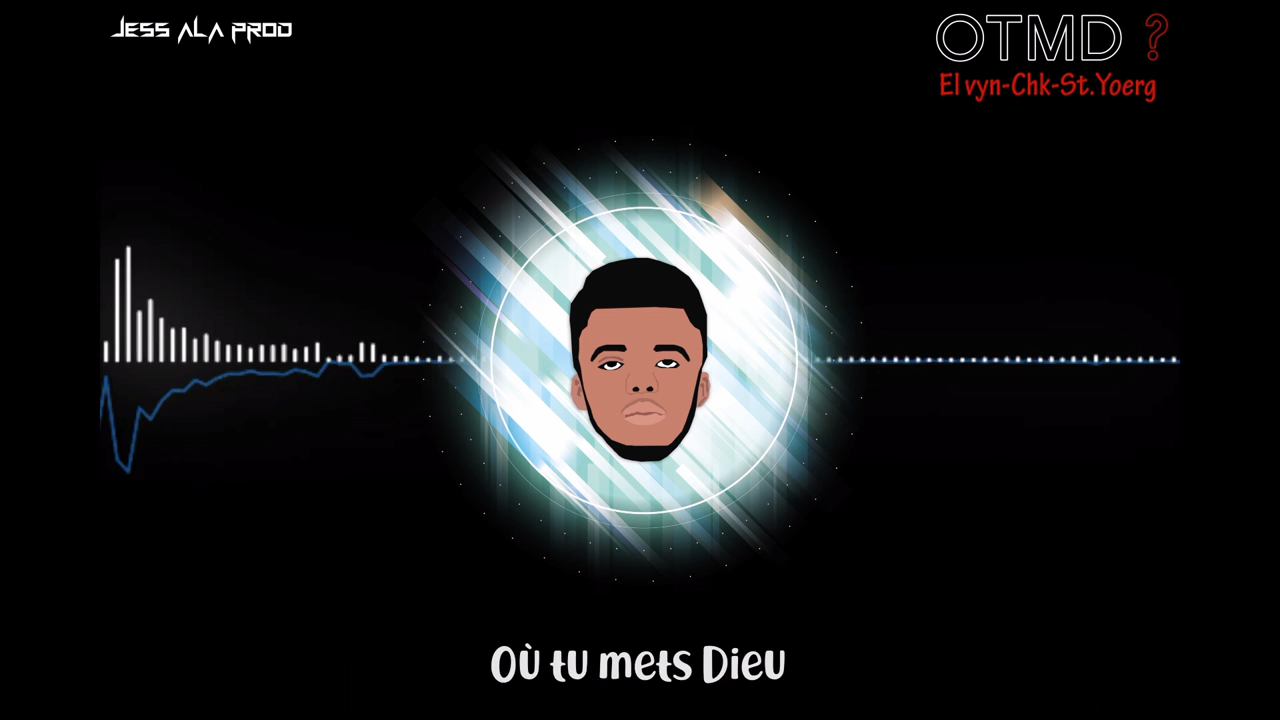 JESS ALA PROD
OTMD ?
El vyn-Chk-St.Yoerg
Où tu mets Dieu